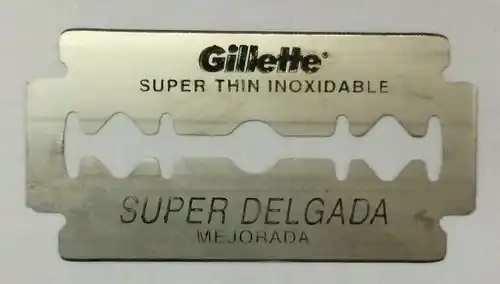 Gillette®
SUPER THIN INOXIDABLE
SUPER DELGADA
MEJORADA